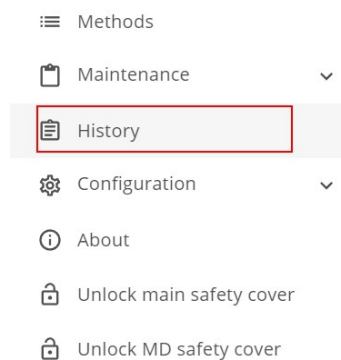 Methods
Maintenance
History
Configuration
About
Unlock main safety cover
Unlock MD safety cover